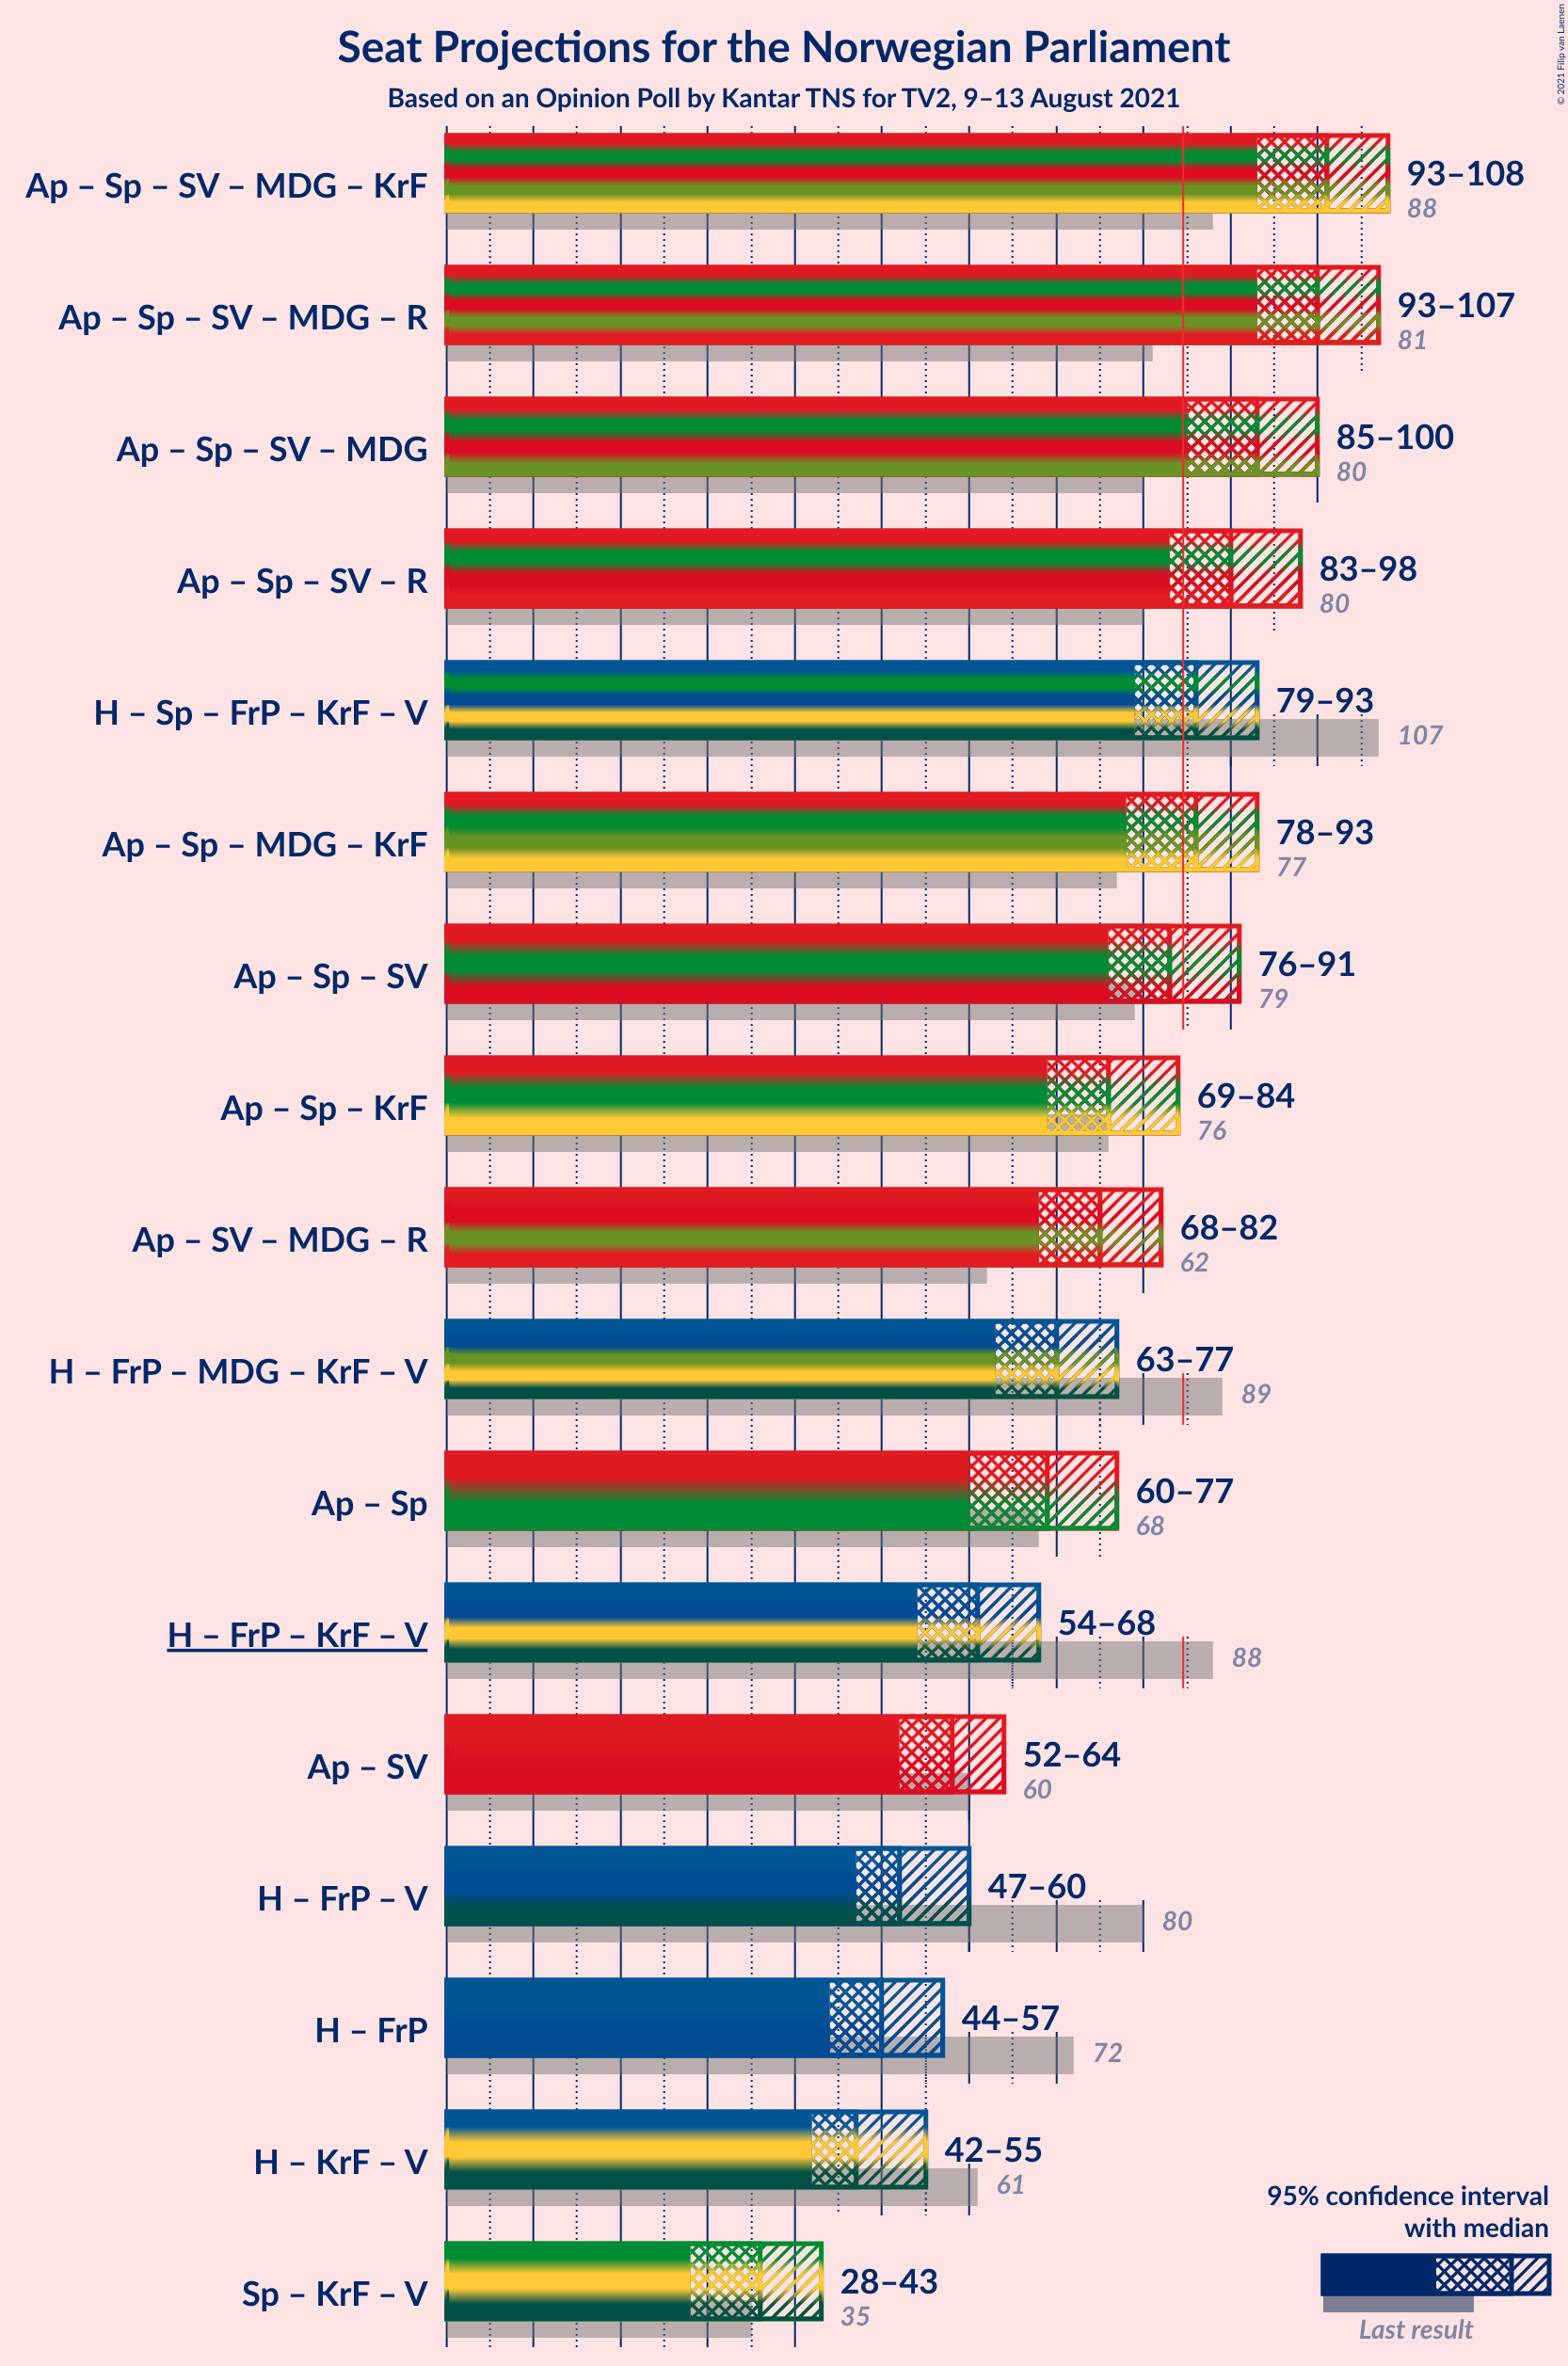 Seat Projections for the Norwegian Parliament
Based on an Opinion Poll by Kantar TNS for TV2, 9–13 August 2021
© 2021 Filip van Laenen
Ap – Sp – SV – MDG – KrF
93–108
88
Ap – Sp – SV – MDG – R
93–107
81
Ap – Sp – SV – MDG
85–100
80
Ap – Sp – SV – R
83–98
80
H – Sp – FrP – KrF – V
79–93
107
Ap – Sp – MDG – KrF
78–93
77
Ap – Sp – SV
76–91
79
Ap – Sp – KrF
69–84
76
Ap – SV – MDG – R
68–82
62
H – FrP – MDG – KrF – V
63–77
89
Ap – Sp
60–77
68
H – FrP – KrF – V
54–68
88
Ap – SV
52–64
60
H – FrP – V
47–60
80
H – FrP
44–57
72
H – KrF – V
42–55
61
Sp – KrF – V
28–43
35
95% confidence interval
with median
Last result